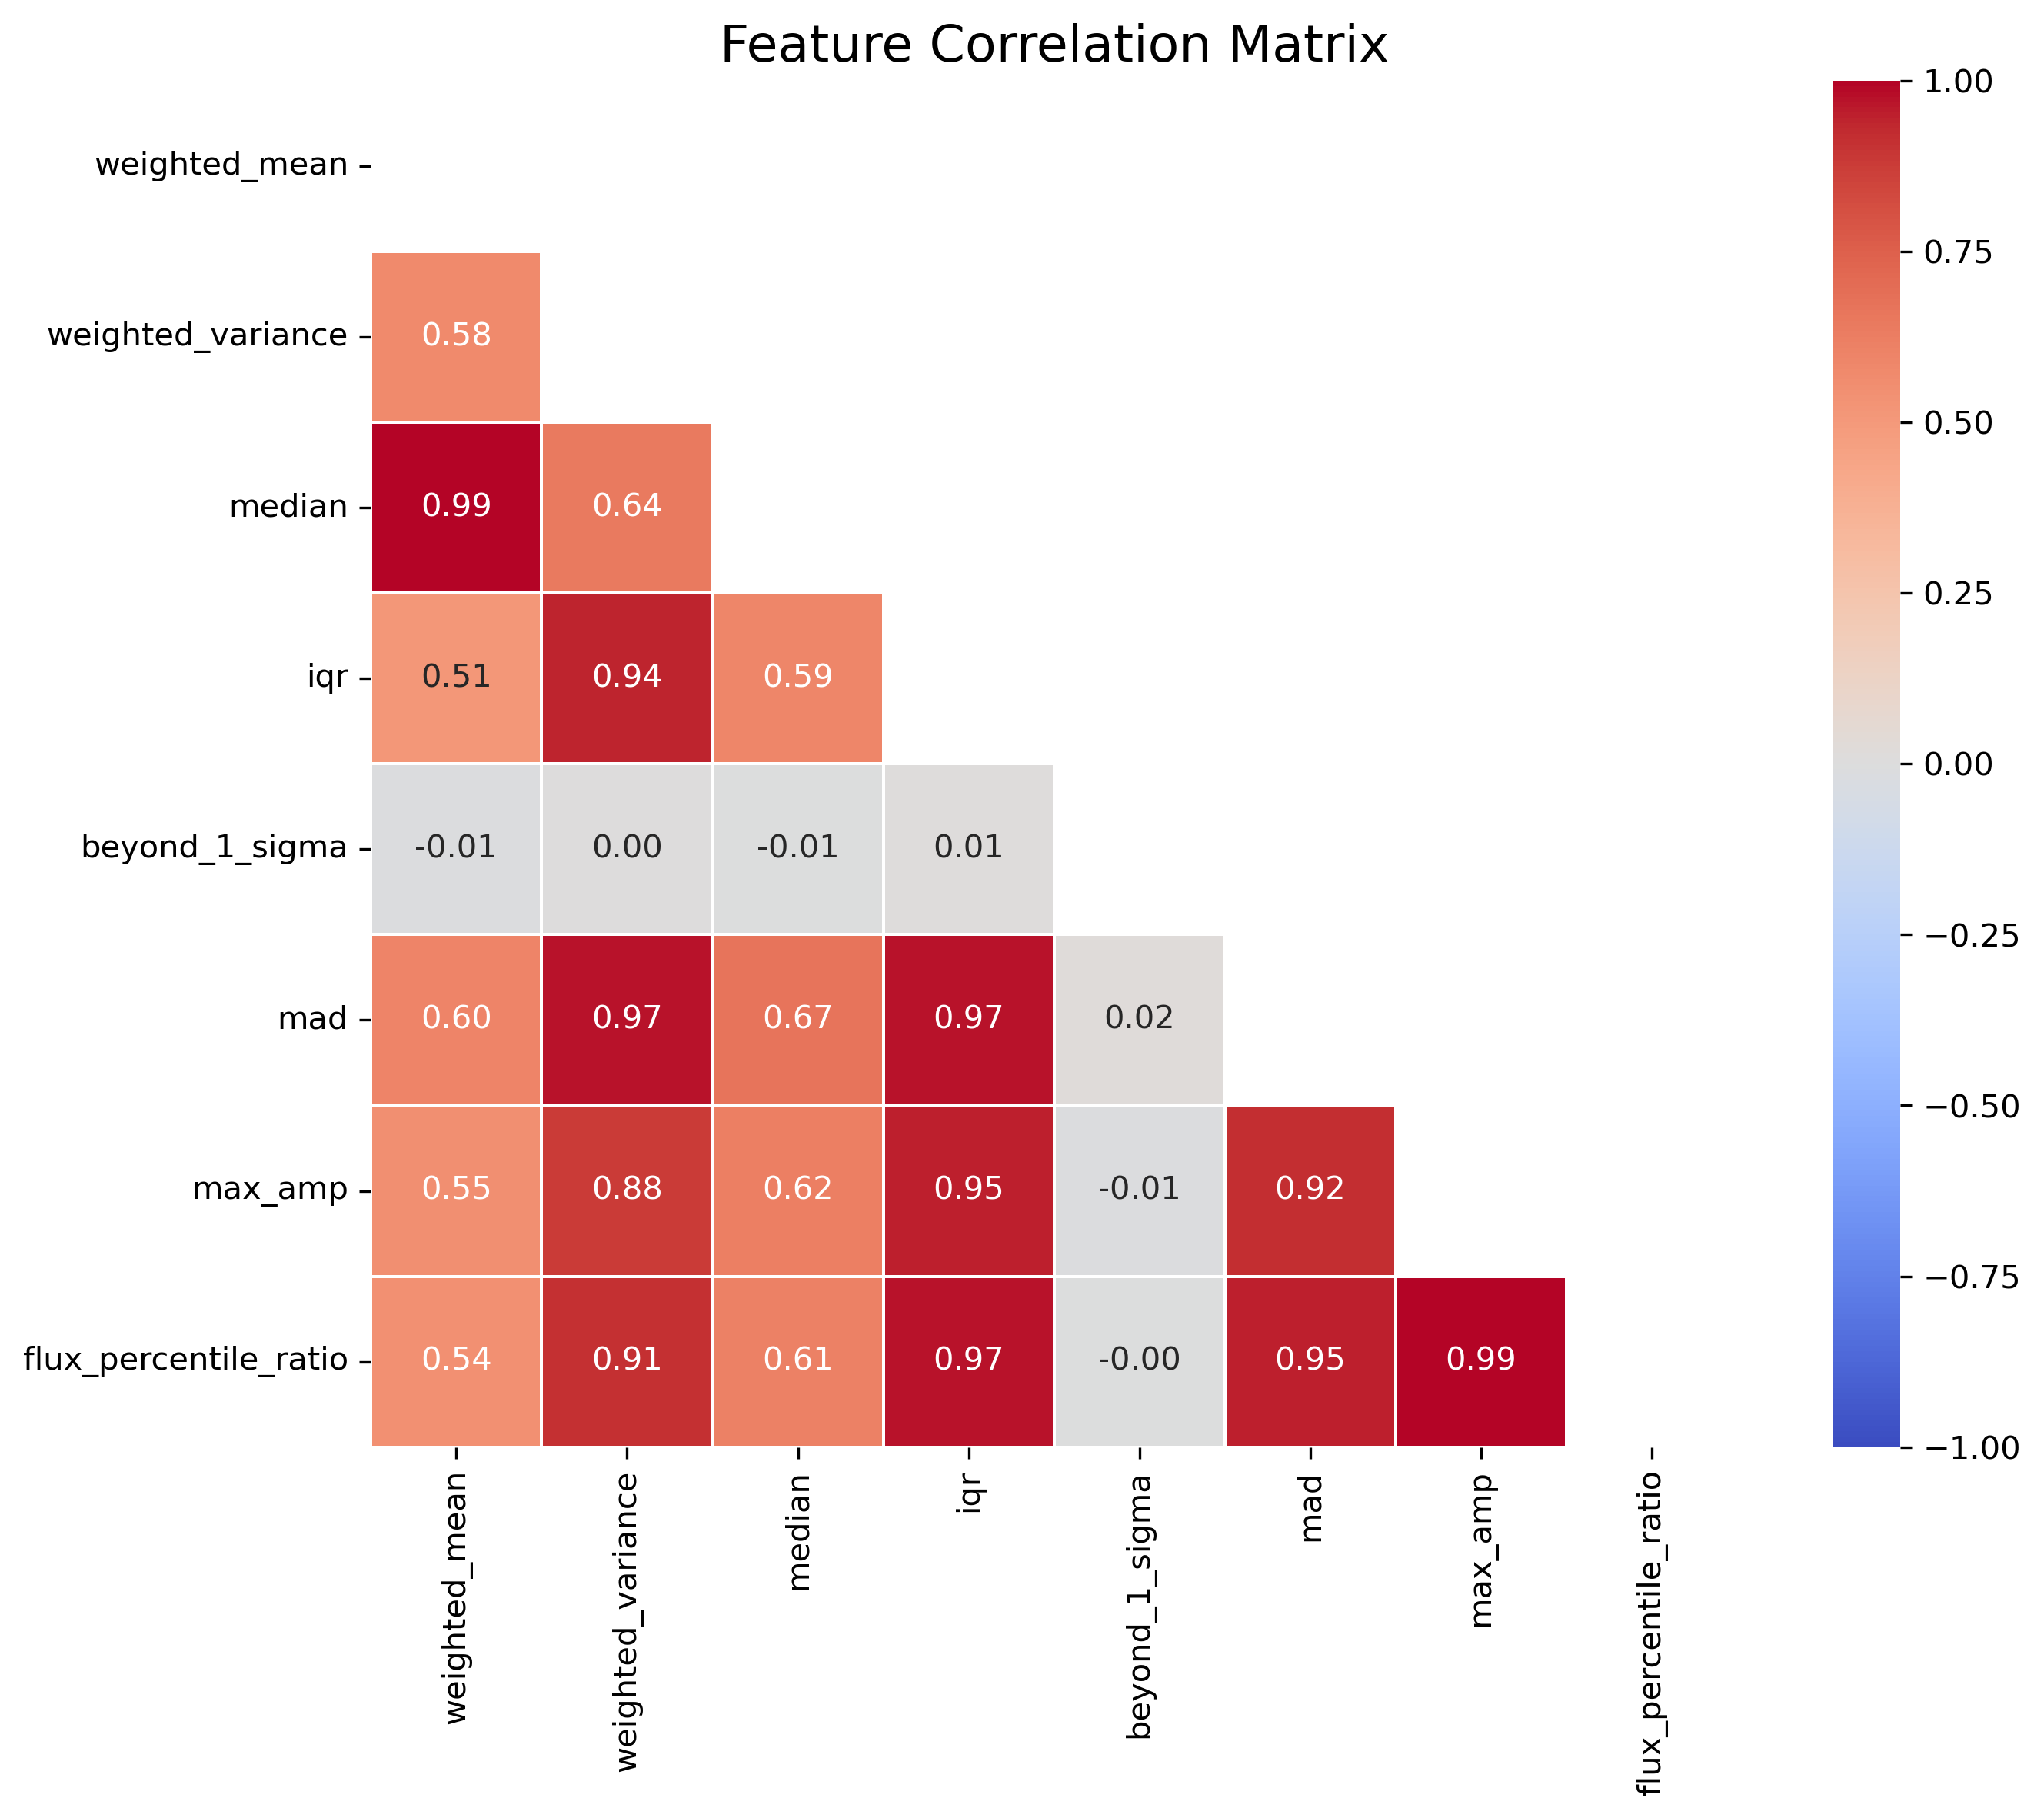 Feature Correlation Matrix
weighted_mean
weighted_variance 0.58
median 0.99 0.64
iqr 0.51 0.94 0.59
beyond_1_sigma -0.01 0.00 -0.01 0.01
mad 0.60 0.97 0.67 0.97 0.02
max_amp 0.55 0.88 0.62 0.95 -0.01 0.92
flux_percentile_ratio 0.54 0.91 0.61 0.97 -0.00 0.95 0.99
weighted_mean
weighted_variance
median
iqr
beyond_1_sigma
mad
max_amp
flux_percentile_ratio
1.00
0.75
0.50
0.25
0.00
−0.25
−0.50
−0.75
−1.00